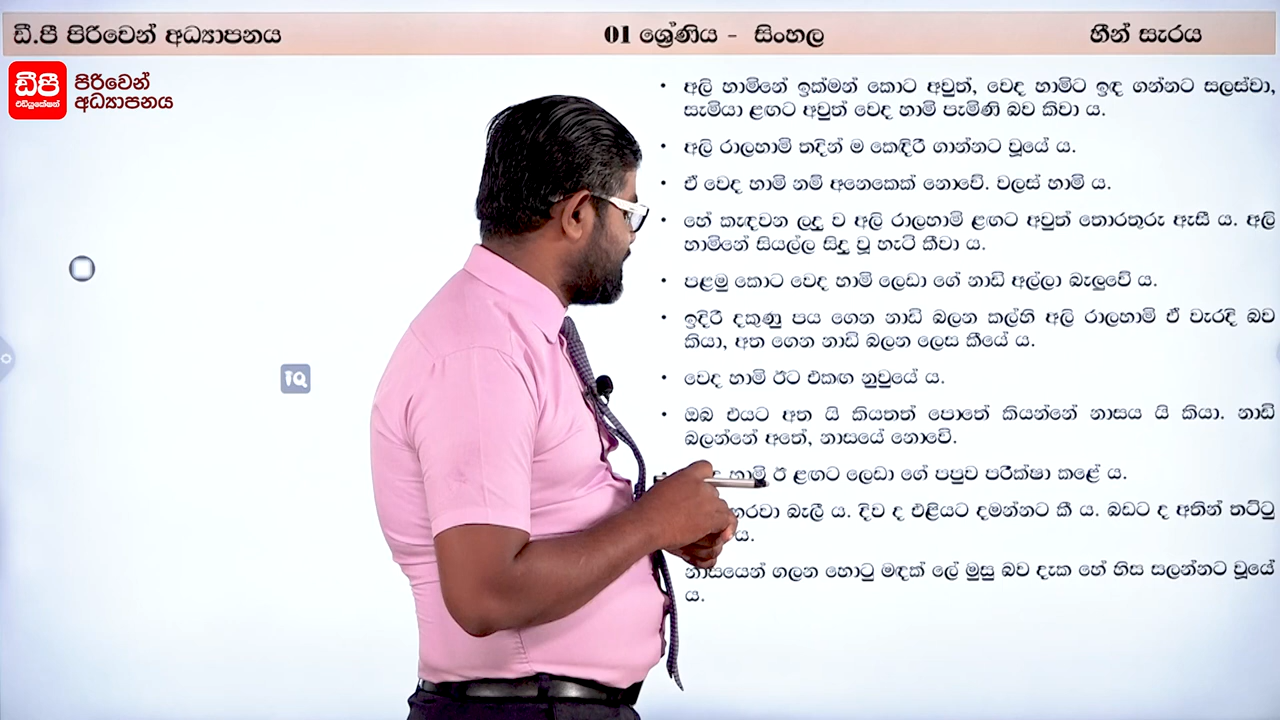 ඩී.පී පිරිවෙන් අධ්‍යාපනය
01 ශ්‍රේණිය - සිංහල
හීන් සැරය
ඩීපී
එඩියුකේෂන්
පිරිවෙන්
අධ්‍යාපනය
• අලි හාමිනේ ඉක්මන් කොට අවුත්, වෙද හාමිට ඉඳ ගන්නට සලස්වා,
සැමියා ළඟට අවුත් වෙද හාමි පැමිණි බව කිවා ය.
• අලි රාලහාමි තදින් ම කෙඳිරි ගාන්නට වූයේ ය.
• ඒ වෙද හාමි නම් අනෙකෙක් නොවේ. වලස් හාමි ය.
• හේ කැඳවන ලදු ව අලි රාලහාමි ළඟට අවුත් තොරතුරු ඇසී ය. අලි
හාමිනේ සියල්ල සිදු වූ හැටි කීවා ය.
• පළමු කොට වෙද හාමි ලෙඩා ගේ නාඩි අල්ලා බැලුවේ ය.
• ඉදිරි දකුණු පය ගෙන නාඩි බලන කල්හි අලි රාලහාමි ඒ වැරදි බව
කියා, අත ගෙන නාඩි බලන ලෙස කීයේ ය.
• වෙද හාමි ඊට එකඟ නුවුයේ ය.
• ඔබ එයට අත යි කියතත් පොතේ කියන්නේ නාසය යි කියා. නාඩි
බලන්නේ අතේ, නාසයේ නොවේ.
හාමි ඊ ළඟට ලෙඩා ගේ පපුව පරීක්ෂා කළේ ය.
හරවා බැලී ය. දිව ද එළියට දමන්නට කී ය. බඩට ද අතින් තට්ටු
ය.
නාසයෙන් ගලන හොටු මඳක් ලේ මුසු බව දැක හේ හිස සලන්නට වූයේ
ය.